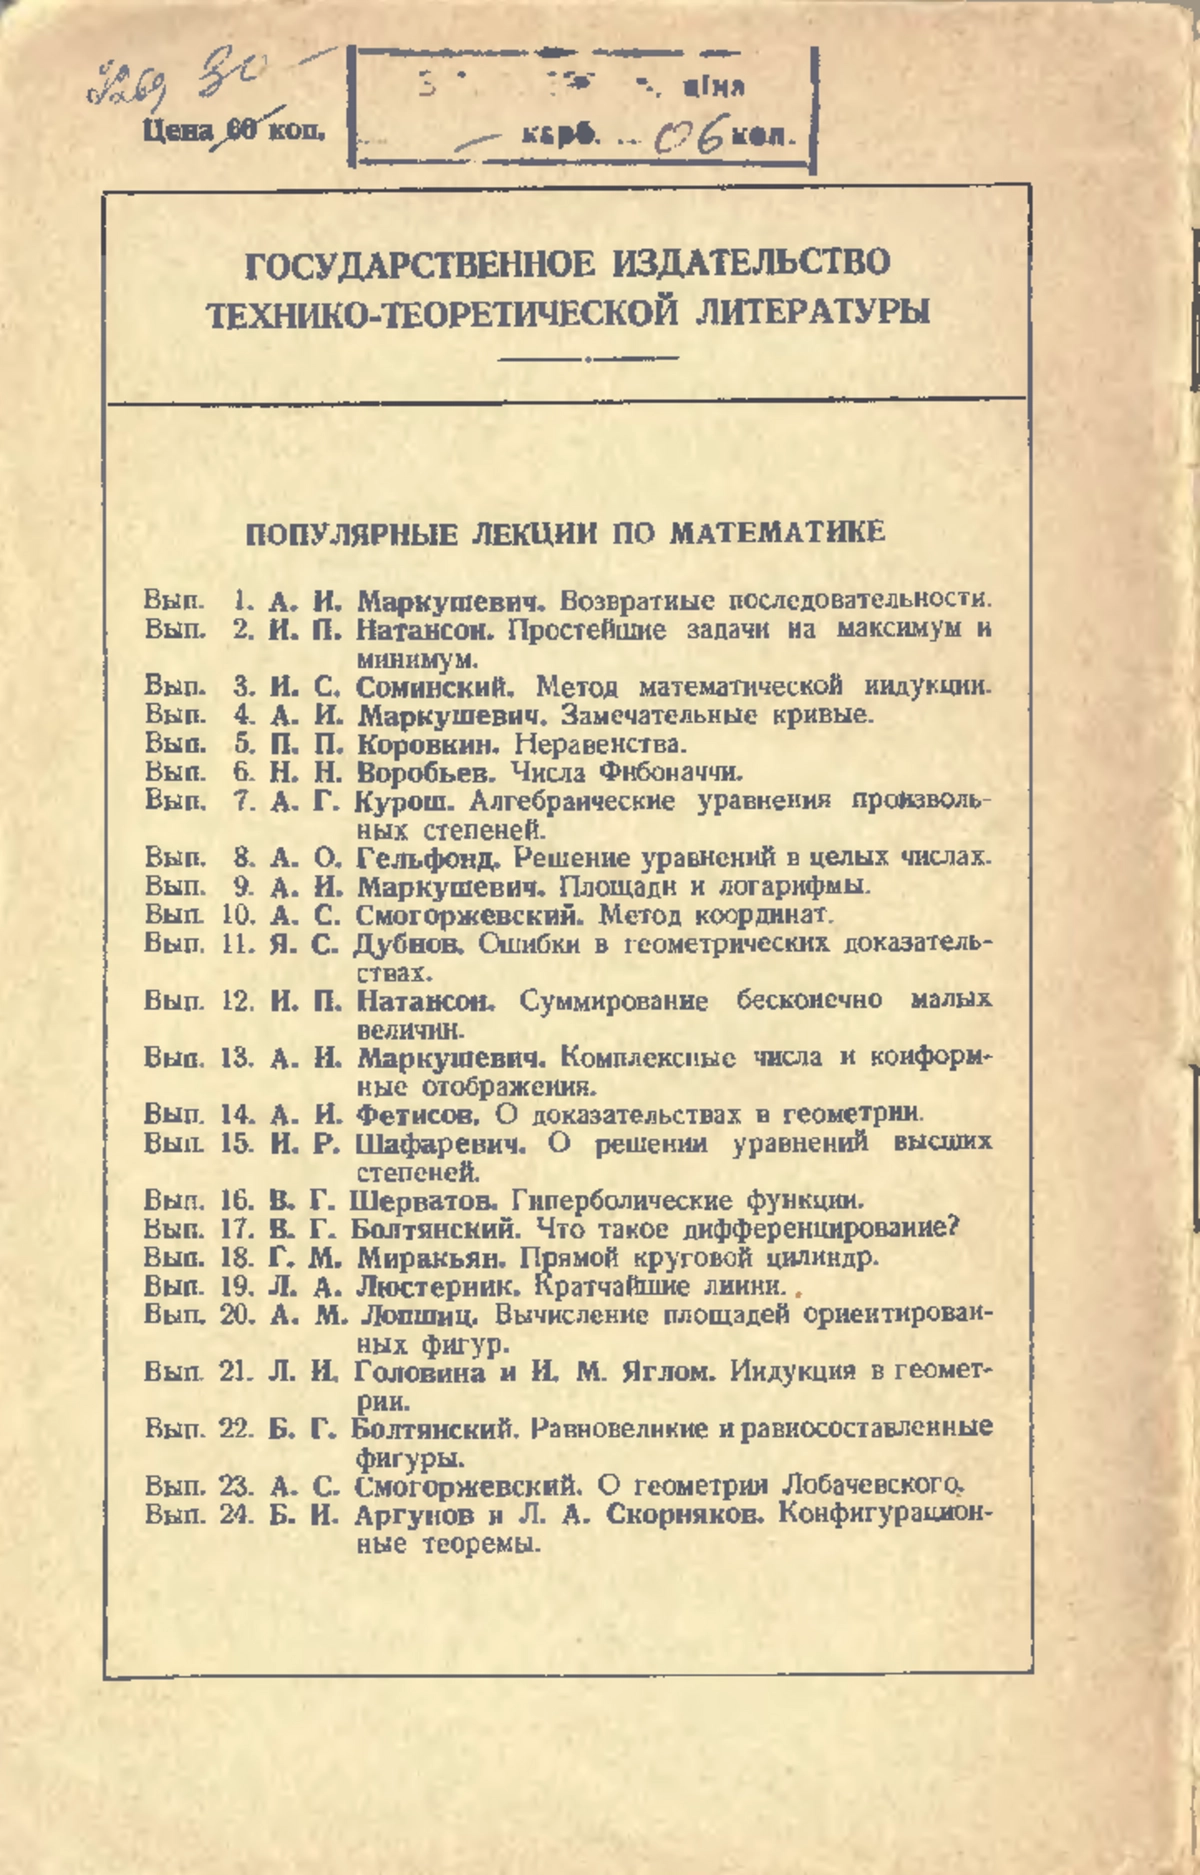 30
Цена 60 коп.
ціна
карб. 06 коп.
ГОСУДАРСТВЕННОЕ ИЗДАТЕЛЬСТВО
ТЕХНИКО-ТЕОРЕТИЧЕСКОЙ ЛИТЕРАТУРЫ
ПОПУЛЯРНЫЕ ЛЕКЦИИ ПО МАТЕМАТИКЕ
Вып. 1. А. И. Маркушевич. Возвратные последовательности.
Вып. 2. И. П. Натансон. Простейшие задачи на максимум и
минимум.
Вып. 3. И. С. Соминский. Метод математической индукции.
Вып. 4. А. И. Маркушевич. Замечательные кривые.
Вып. 5. П. П. Коровкин. Неравенства.
Вып. 6. Н. Н. Воробьев. Числа Фибоначчи.
Вып. 7. А. Г. Курош. Алгебраические уравнения произволь-
ных степеней.
Вып. 8. А. О. Гельфонд. Решение уравнений в целых числах.
Вып. 9. А. И. Маркушевич. Площади и логарифмы.
Вып. 10. А. С. Смогоржевский. Метод координат.
Вып. 11. Я. С. Дубнов. Ошибки в геометрических доказатель-
ствах.
Вып. 12. И. П. Натансон. Суммирование бесконечно малых
величин.
Вып. 13. А. И. Маркушевич. Комплексные числа и конформ-
ные отображения.
Вып. 14. А. И. Фетисов. О доказательствах в геометрии.
Вып. 15. И. Р. Шафаревич. О решении уравнений высших
степеней.
Вып. 16. В. Г. Шерватов. Гиперболические функции.
Вып. 17. В. Г. Болтянский. Что такое дифференцирование?
Вып. 18. Г. М. Миракьян. Прямой круговой цилиндр.
Вып. 19. Л. А. Люстерник. Кратчайшие линии.
Вып. 20. А. М. Лопшиц. Вычисление площадей ориентирован-
ных фигур.
Вып. 21. Л. И. Головина и И. М. Яглом. Индукция в геомет-
рии.
Вып. 22. Б. Г. Болтянский. Равновеликие и равносоставленные
фигуры.
Вып. 23. А. С. Смогоржевский. О геометрии Лобачевского.
Вып. 24. Б. И. Аргунов и Л. А. Скорняков. Конфигурацион-
ные теоремы.